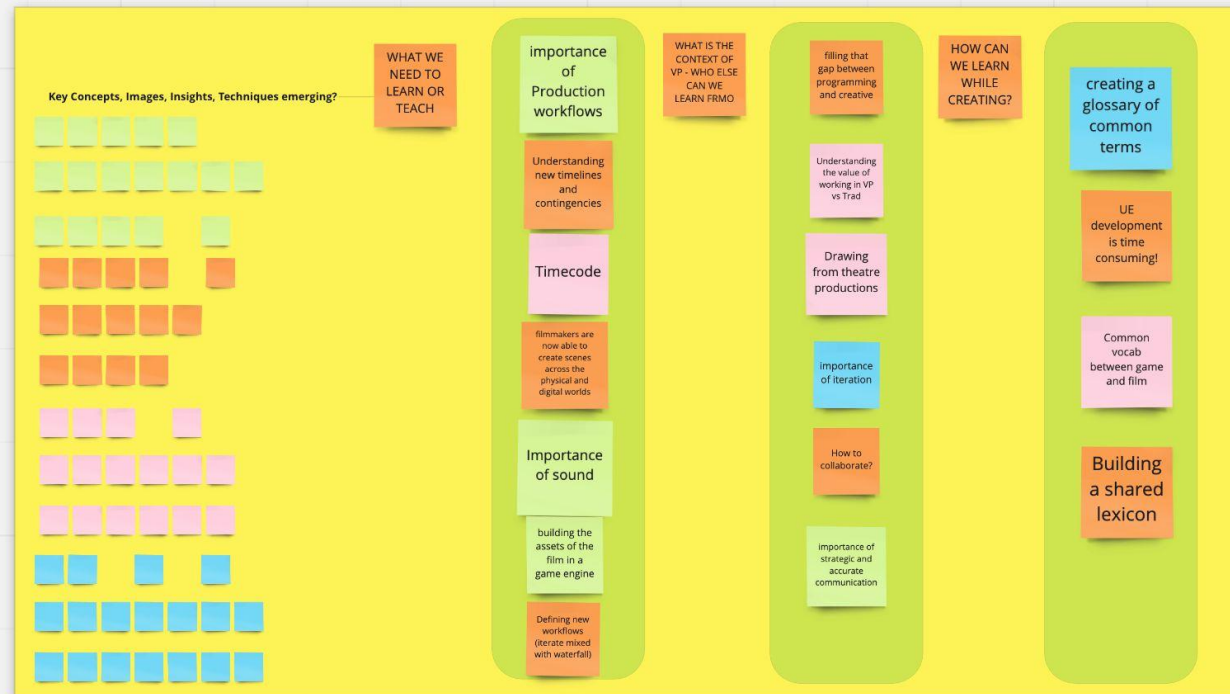 Key Concepts, Images, Insights, Techniques emerging?
WHAT WE
NEED TO
LEARN OR
TEACH
importance
of
Production
workflows
Understanding
new timelines
and
contingencies
Timecode
filmmakers are
now able to
create scenes
across the
physical and
digital worlds
Importance
of sound
building the
assets of the
film in a
game engine
Defining new
workflows
(iterate mixed
with waterfall)
WHAT IS THE
CONTEXT OF
VP - WHO ELSE
CAN WE
LEARN FRMO
filling that
gap between
programming
and creative
Understanding
the value of
working in VP
vs Trad
Drawing
from theatre
productions
importance
of iteration
How to
collaborate?
importance of
strategic and
accurate
communication
HOW CAN
WE LEARN
WHILE
CREATING?
creating a
glossary of
common
terms
UE
development
is time
consuming!
Common
vocab
between game
and film
Building
a shared
lexicon